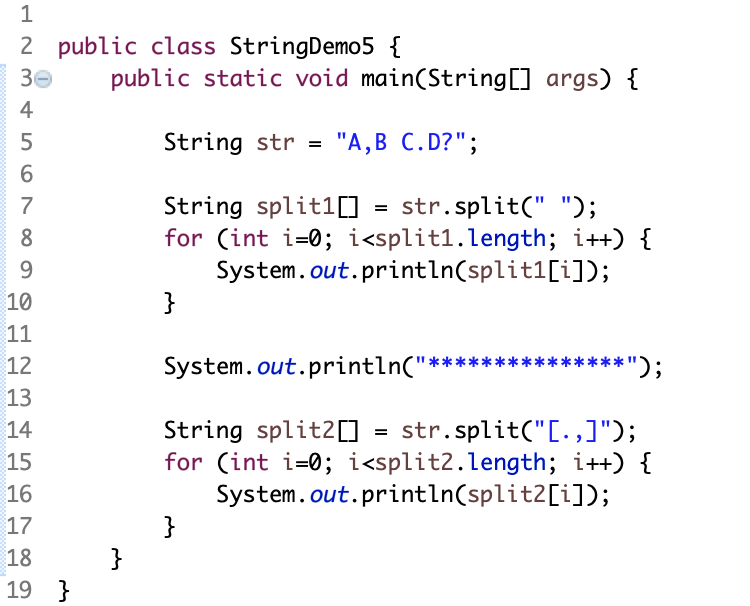 1
2 public class StringDemo5 {
3 public static void main(String[] args) {
4
5 String str = "A,B C.D?";
6
7 String split1[] = str.split(" ");
8 for (int i=0; i<split1.length; i++) {
9 System.out.println(split1[i]);
10 }
11
12 System.out.println("***************");
13
14 String split2[] = str.split("[.,]");
15 for (int i=0; i<split2.length; i++) {
16 System.out.println(split2[i]);
17 }
18 }
19 }